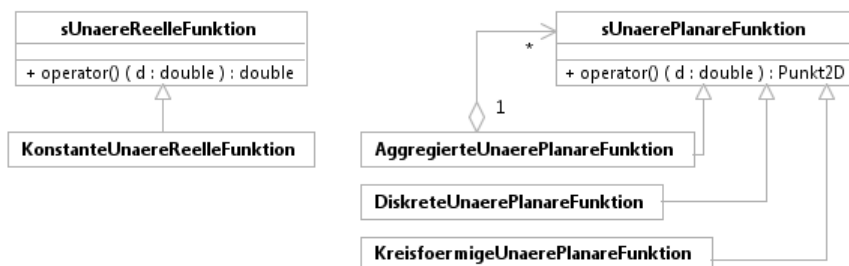 sUnaereReelleFunktion
+ operator() ( d : double ) : double
KonstanteUnaereReelleFunktion
sUnaerePlanareFunktion
*
+ operator() ( d : double ) : Punkt2D
1
AggregierteUnaerePlanareFunktion
DiskreteUnaerePlanareFunktion
KreisfoermigeUnaerePlanareFunktion